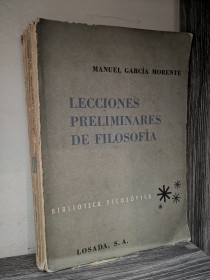 MANUEL GARCÍA MORENTE
LECCIONES
PRELIMINARES
DE FILOSOFÍA
BIBLIOTECA FILOSÓFICA
LOSADA, S. A.